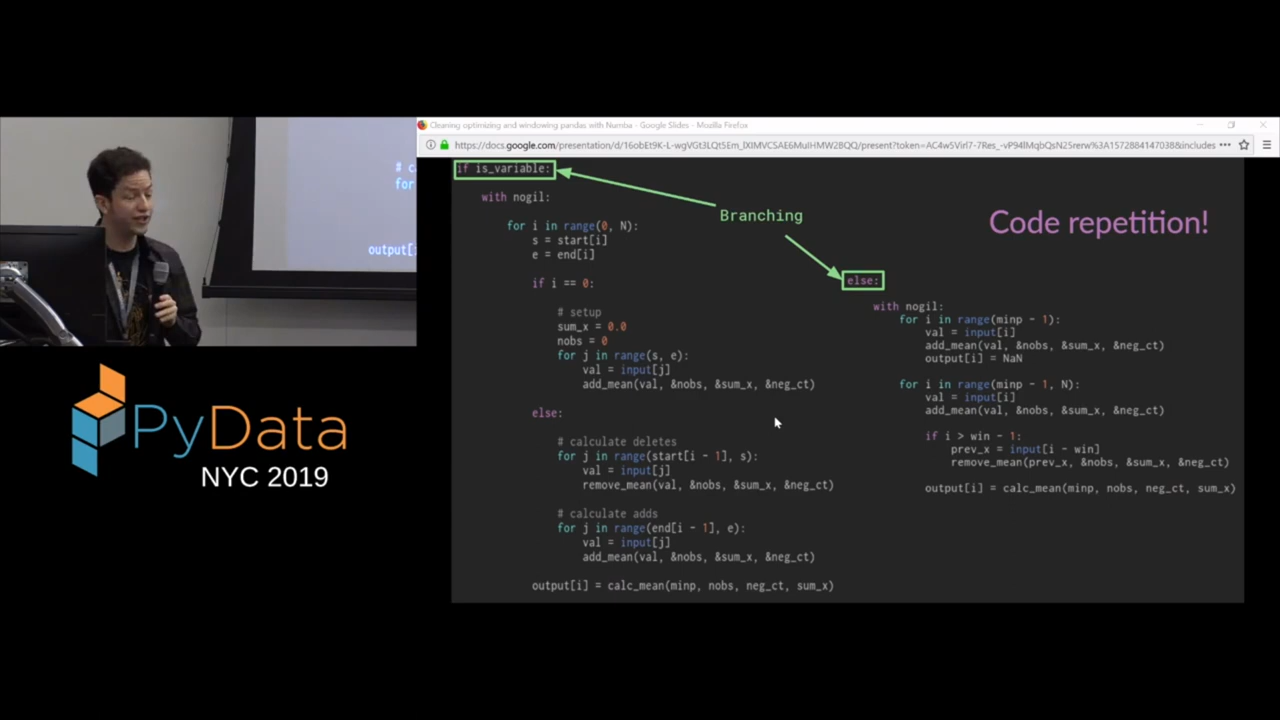 Cleaning optimizing and windowing pandas with Numba - Google Slides - Mozilla Firefox
if is_variable:
with nogil:
for i in range(0, N):
s = start[i]
e = end[i]
if i == 0:
# setup
sum_x = 0.0
nobs = 0
for j in range(s, e):
val = input[j]
add_mean(val, &nobs, &sum_x, &neg_ct)
else:
# calculate deletes
for j in range(start[i - 1], s):
val = input[j]
remove_mean(val, &nobs, &sum_x, &neg_ct)
# calculate adds
for j in range(end[i - 1], e):
val = input[j]
add_mean(val, &nobs, &sum_x, &neg_ct)
output[i] = calc_mean(minp, nobs, neg_ct, sum_x)
Branching
Code repetition!
else:
with nogil:
for i in range(minp - 1):
val = input[i]
add_mean(val, &nobs, &sum_x, &neg_ct)
output[i] = NaN
for i in range(minp - 1, N):
val = input[i]
add_mean(val, &nobs, &sum_x, &neg_ct)
if i > win - 1:
prev_x = input[i - win]
remove_mean(prev_x, &nobs, &sum_x, &neg_ct)
output[i] = calc_mean(minp, nobs, neg_ct, sum_x)
# c
for
output[
PyData
NYC 2019